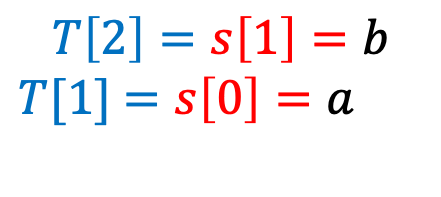 T[2] = s[1] = b
T[1] = s[0] = a